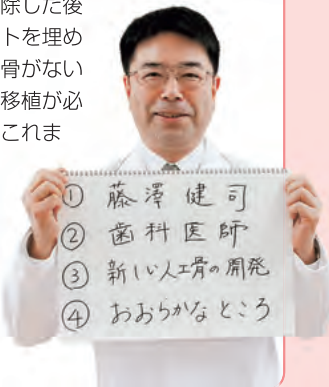 除した後
トを埋め
骨がない
移植が必
これま
① 藤澤健司
② 歯科医師
③ 新しい人工骨の開発
④ おおらかなところ